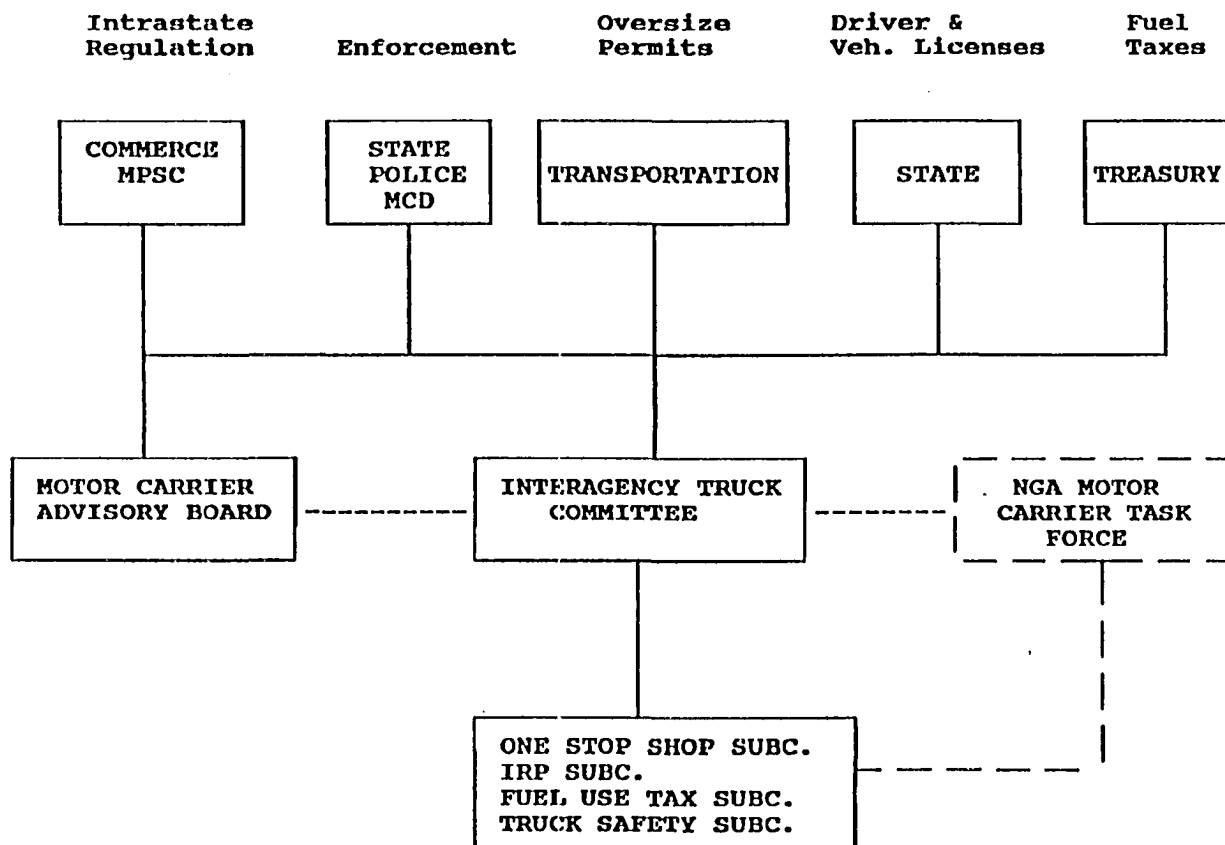 Intrastate
Regulation
Enforcement
Oversize
Permits
Driver &
Veh. Licenses
Fuel
Taxes
COMMERCE
MPSC
STATE
POLICE
MCD
TRANSPORTATION
STATE
TREASURY
MOTOR CARRIER
ADVISORY BOARD
INTERAGENCY TRUCK
COMMITTEE
NGA MOTOR
CARRIER TASK
FORCE
ONE STOP SHOP SUBC.
IRP SUBC.
FUEL USE TAX SUBC.
TRUCK SAFETY SUBC.